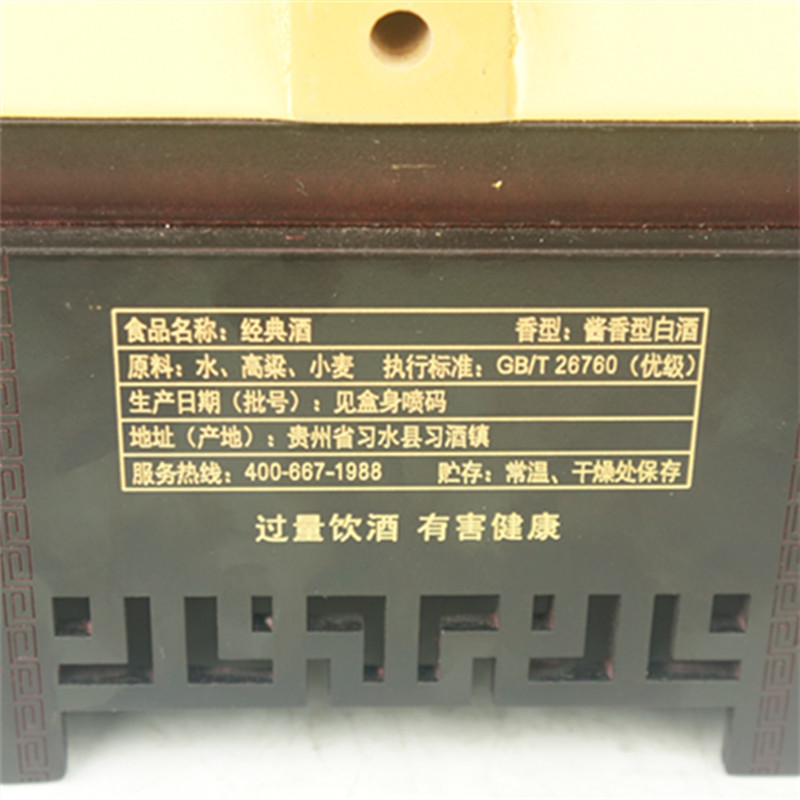 食品名称：经典酒 香型：酱香型白酒
原料：水、高粱、小麦 执行标准：GB/T 26760（优级）
生产日期（批号）：见盒身喷码
地址（产地）：贵州省习水县习酒镇
服务热线：400-667-1988 贮存：常温、干燥处保存
过量饮酒 有害健康